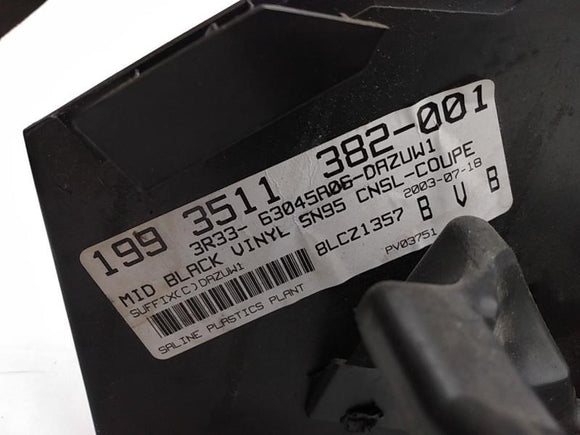 199 3511 382-001
3R33- 63045A06-DAZUW1
MID BLACK VINYL SN95 CNSL-COUPE
SUFFIX(C)DAZUW1
BLCZ1357 B V B
2003-07-18
PV03751
SALINE PLASTICS PLANT